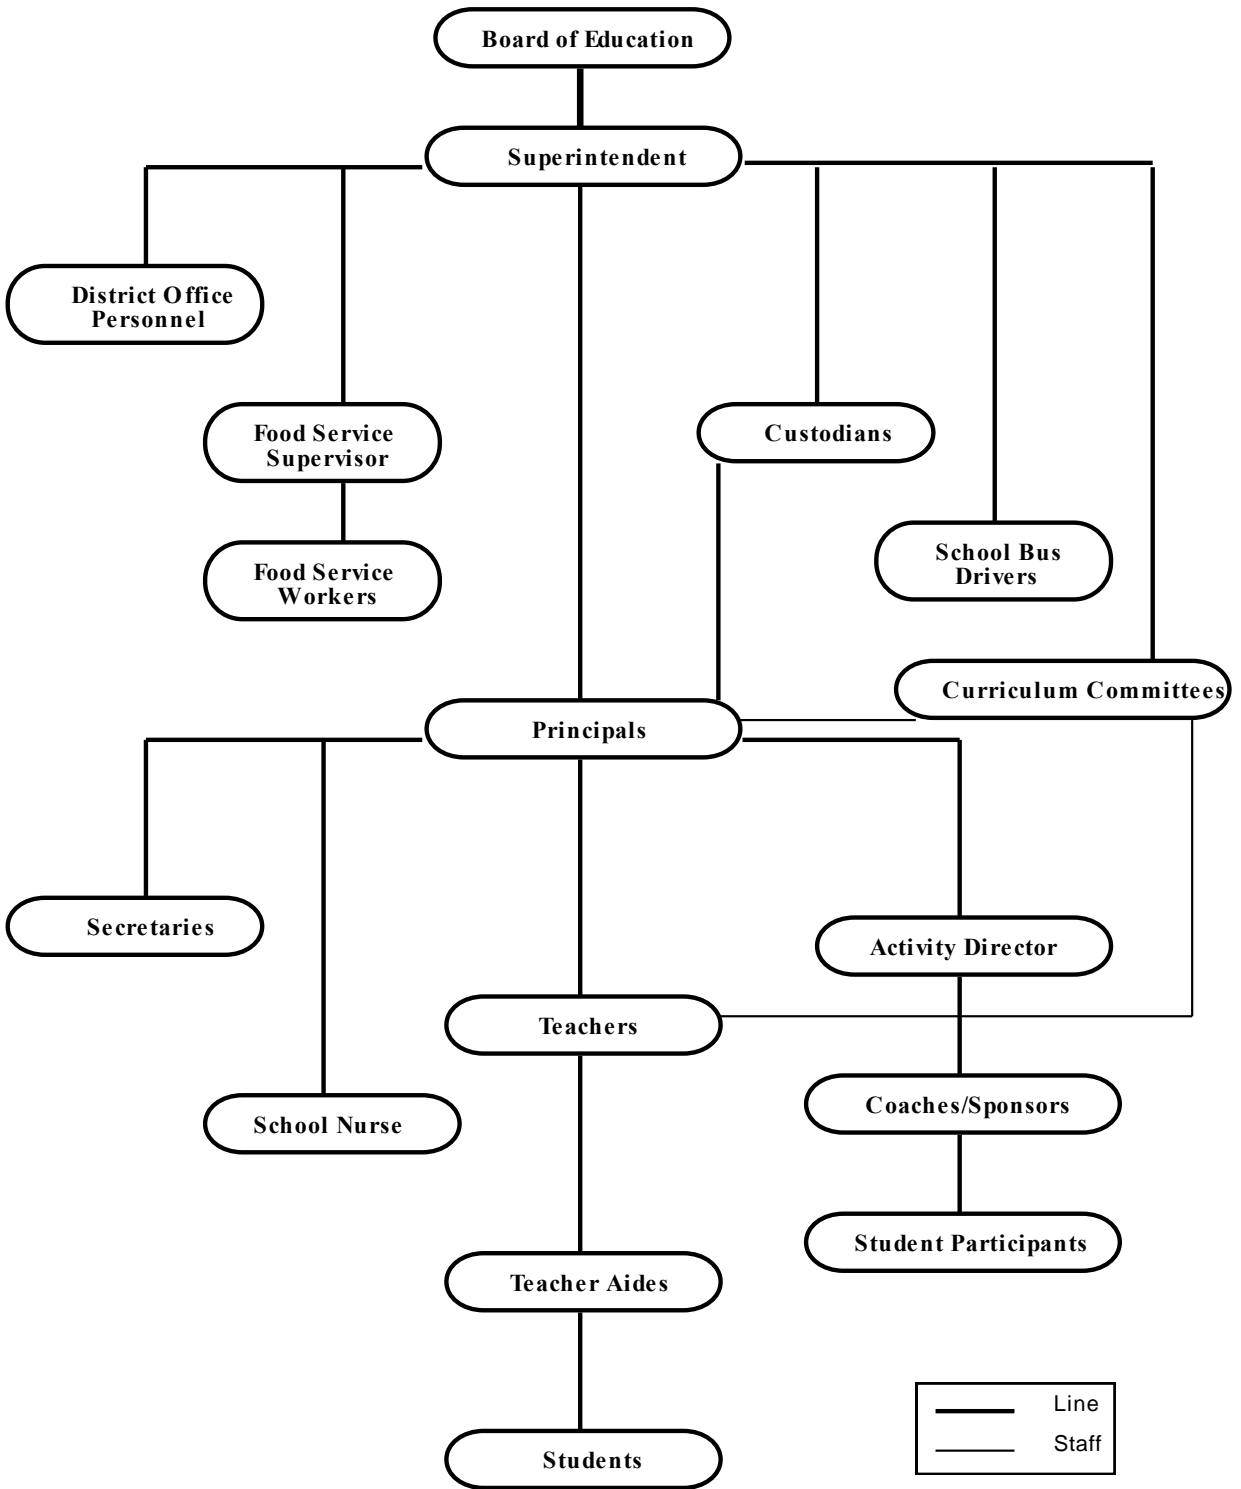 Board of Education
Superintendent
District Office
Personnel
Food Service
Supervisor
Custodians
School Bus
Drivers
Food Service
Workers
Curriculum Committees
Principals
Secretaries
Activity Director
Teachers
Coaches/Sponsors
School Nurse
Student Participants
Teacher Aides
Line
Staff
Students